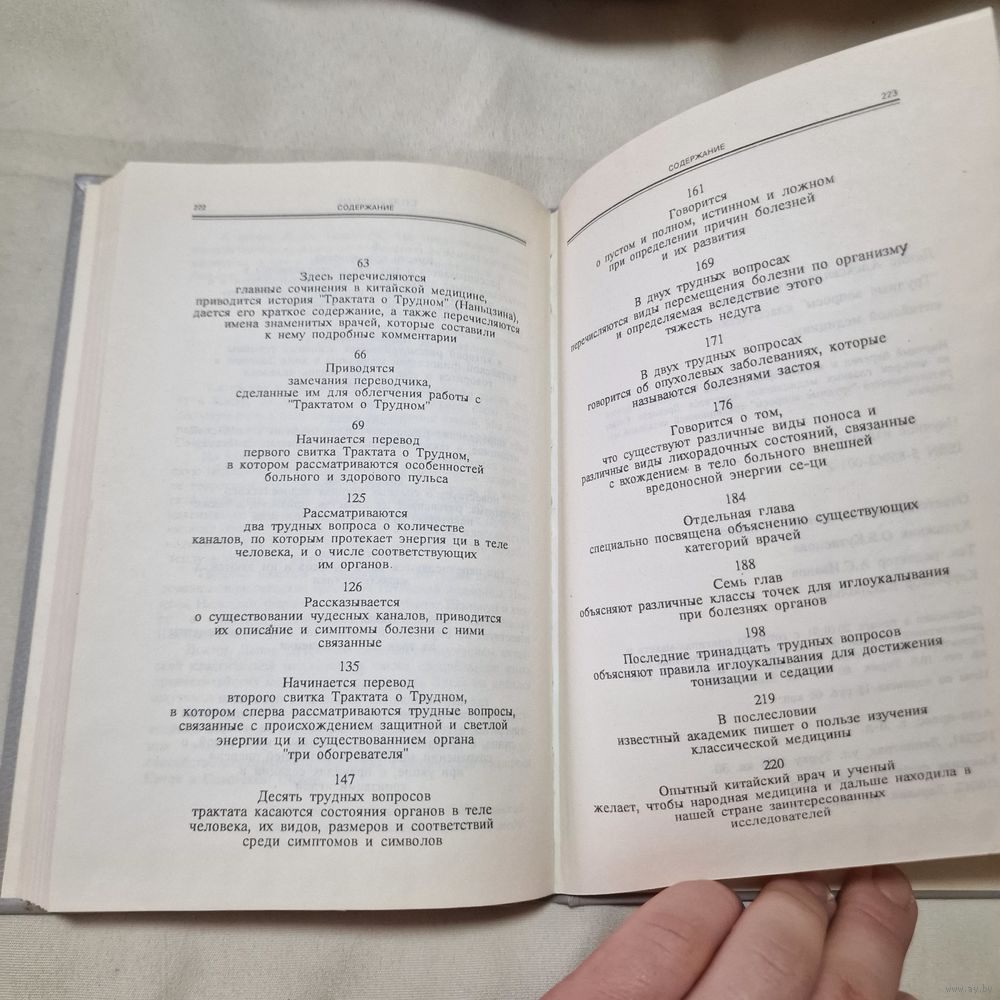 222
СОДЕРЖАНИЕ
63
Здесь перечисляются
главные сочинения в китайской медицине,
приводится история "Трактата о Трудном" (Наньцзина),
дается его краткое содержание, а также перечисляются
имена знаменитых врачей, которые составили
к нему подробные комментарии
66
Приводятся
замечания переводчика,
сделанные им для облегчения работы с
"Трактатом о Трудном"
69
Начинается перевод
первого свитка Трактата о Трудном,
в котором рассматриваются особенностей
больного и здорового пульса
125
Рассматриваются
два трудных вопроса о количестве
каналов, по которым протекает энергия ци в теле
человека, и о числе соответствующих
им органов
126
Рассказывается
о существовании чудесных каналов, приводится
их описание и симптомы болезни с ними
связанные
135
Начинается перевод
второго свитка Трактата о Трудном,
в котором сперва рассматриваются трудные вопросы,
связанные с происхождением защитной и светлой
энергии ци и существованием органа
"три обогревателя"
147
Десять трудных вопросов
трактата касаются состояния органов в теле
человека, их видов, размеров и соответствий
среди симптомов и символов
223
СОДЕРЖАНИЕ
161
Говорится
о пустом и полном, истинном и ложном
при определении причин болезней
и их развития
169
В двух трудных вопросах
перечисляются виды перемещения болезни по организму
и определяемая вследствие этого
тяжесть недуга
171
В двух трудных вопросах
говорится об опухолевых заболеваниях, которые
называются болезнями застоя
176
Говорится о том,
что существуют различные виды поноса и
различные виды лихорадочных состояний, связанные
с вхождением в тело больного внешней
вредоносной энергии се-ци
184
Отдельная глава
специально посвящена объяснению существующих
категорий врачей
188
Семь глав
объясняют различные классы точек для иглоукалывания
при болезнях органов
198
Последние тринадцать трудных вопросов
объясняют правила иглоукалывания для достижения
тонизации и седации
219
В послесловии
известный академик пишет о пользе изучения
классической медицины
220
Опытный китайский врач и ученый
желает, чтобы народная медицина и дальше находила в
нашей стране заинтересованных
исследователей
www.ay.by